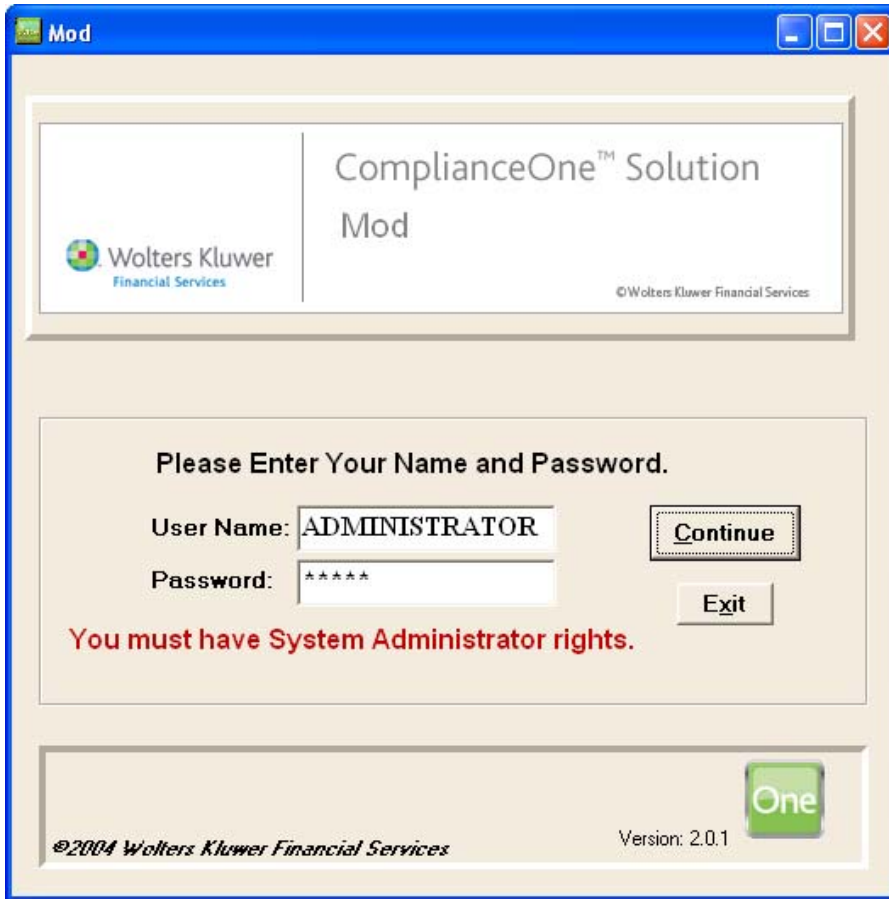 Mod
ComplianceOne™ Solution
Mod
Wolters Kluwer
Financial Services
©Wolters Kluwer Financial Services
Please Enter Your Name and Password.
User Name: ADMINISTRATOR
Continue
Password: *****
Exit
You must have System Administrator rights.
One
Version: 2.0.1
©2004 Wolters Kluwer Financial Services